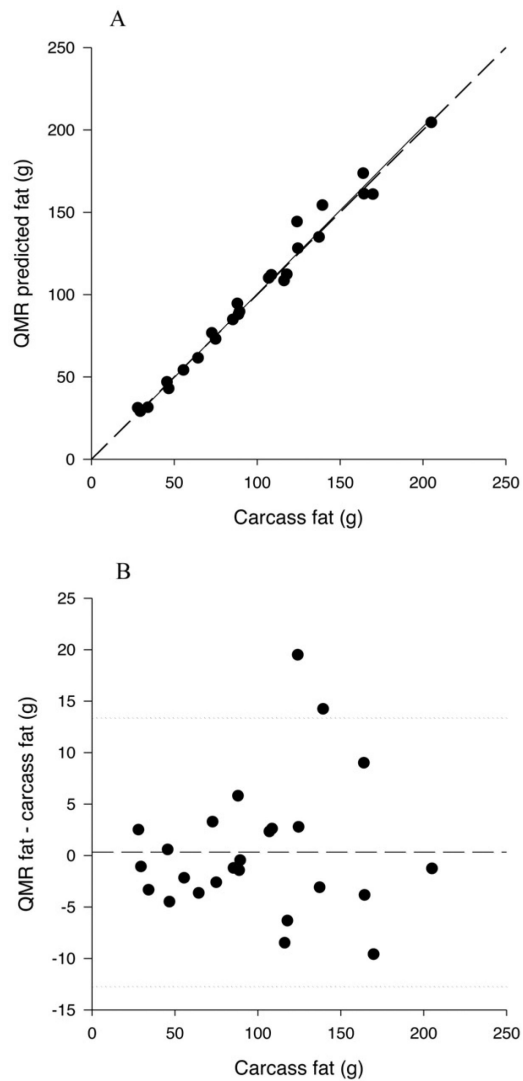 A
250
200
150
100
50
0
QMR predicted fat (g)
0 50 100 150 200 250
Carcass fat (g)
B
25
20
15
10
5
0
-5
-10
-15
QMR fat - carcass fat (g)
0 50 100 150 200 250
Carcass fat (g)